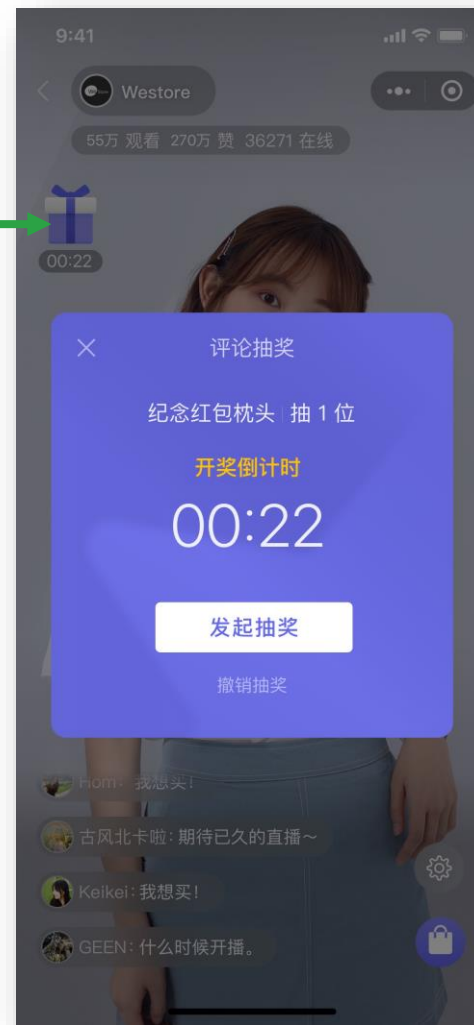 9:41
Westore
55万 观看 270万 赞 36271 在线
00:22
评论抽奖
纪念红包枕头 抽 1 位
开奖倒计时
00:22
发起抽奖
撤销抽奖
Hom: 我想买!
古风北卡啦: 期待已久的直播~
Keikei: 我想买!
GEEN: 什么时候开播。